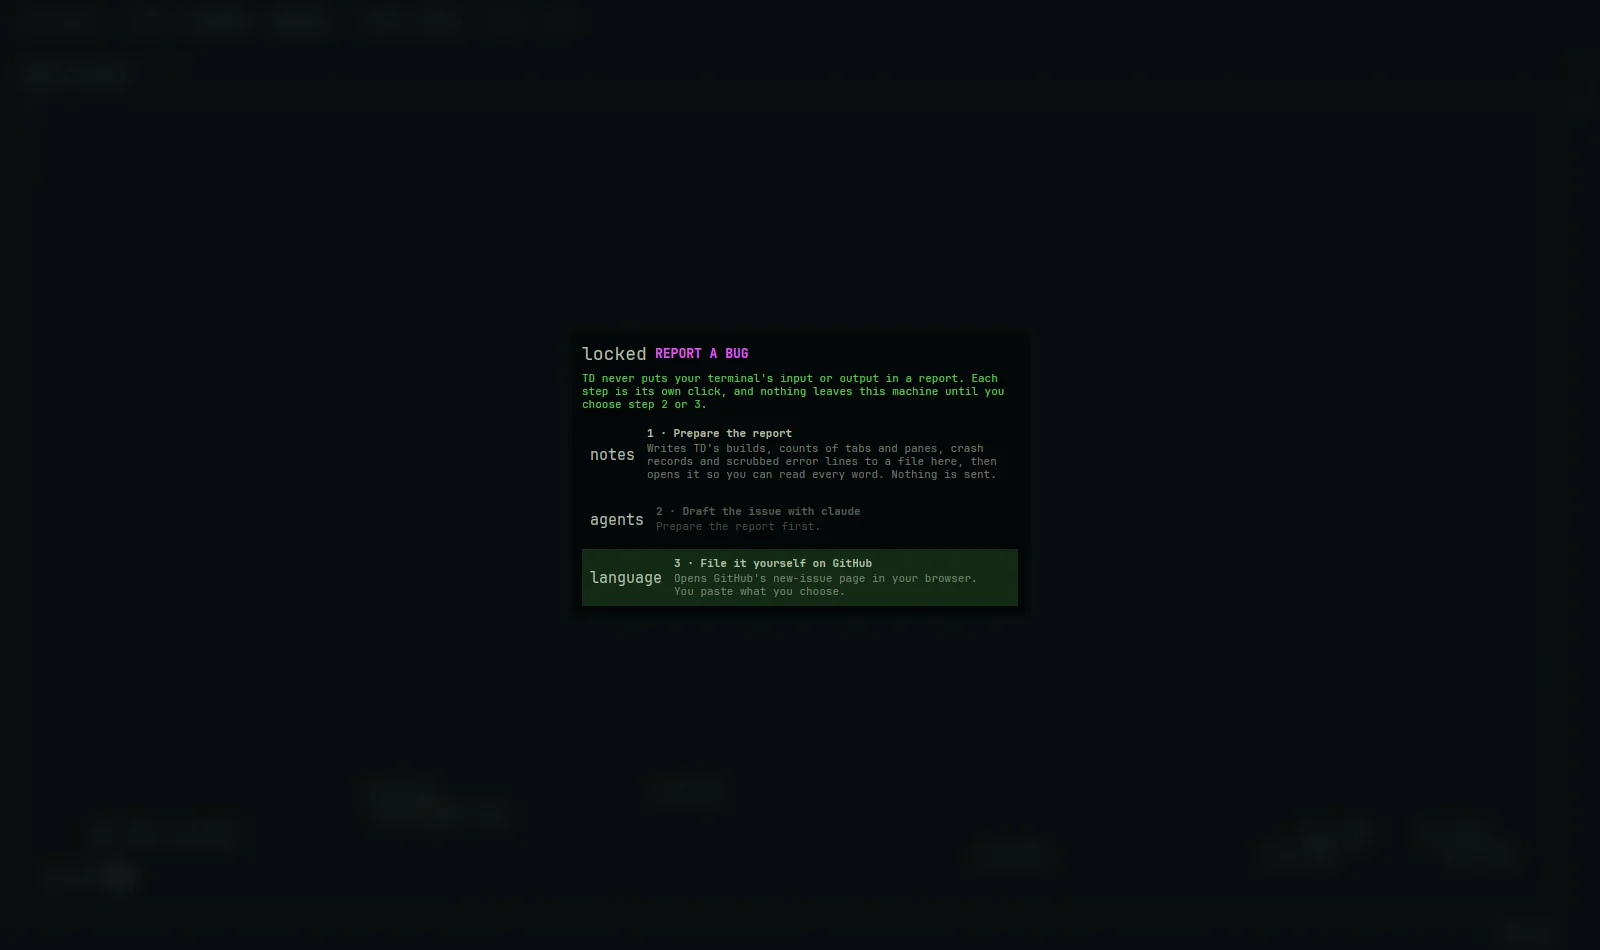 locked REPORT A BUG
TD never puts your terminal's input or output in a report. Each
step is its own click, and nothing leaves this machine until you
choose step 2 or 3.
1 · Prepare the report
notes
Writes TD's builds, counts of tabs and panes, crash
records and scrubbed error lines to a file here, then
opens it so you can read every word. Nothing is sent.
2 · Draft the issue with claude
agents
Prepare the report first.
3 · File it yourself on GitHub
language
Opens GitHub's new-issue page in your browser.
You paste what you choose.